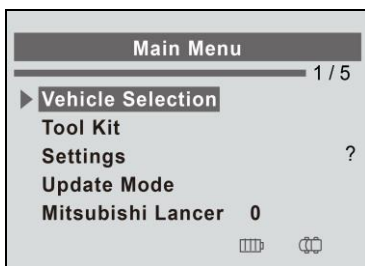 Main Menu
1 / 5
Vehicle Selection
Tool Kit
Settings ?
Update Mode
Mitsubishi Lancer 0